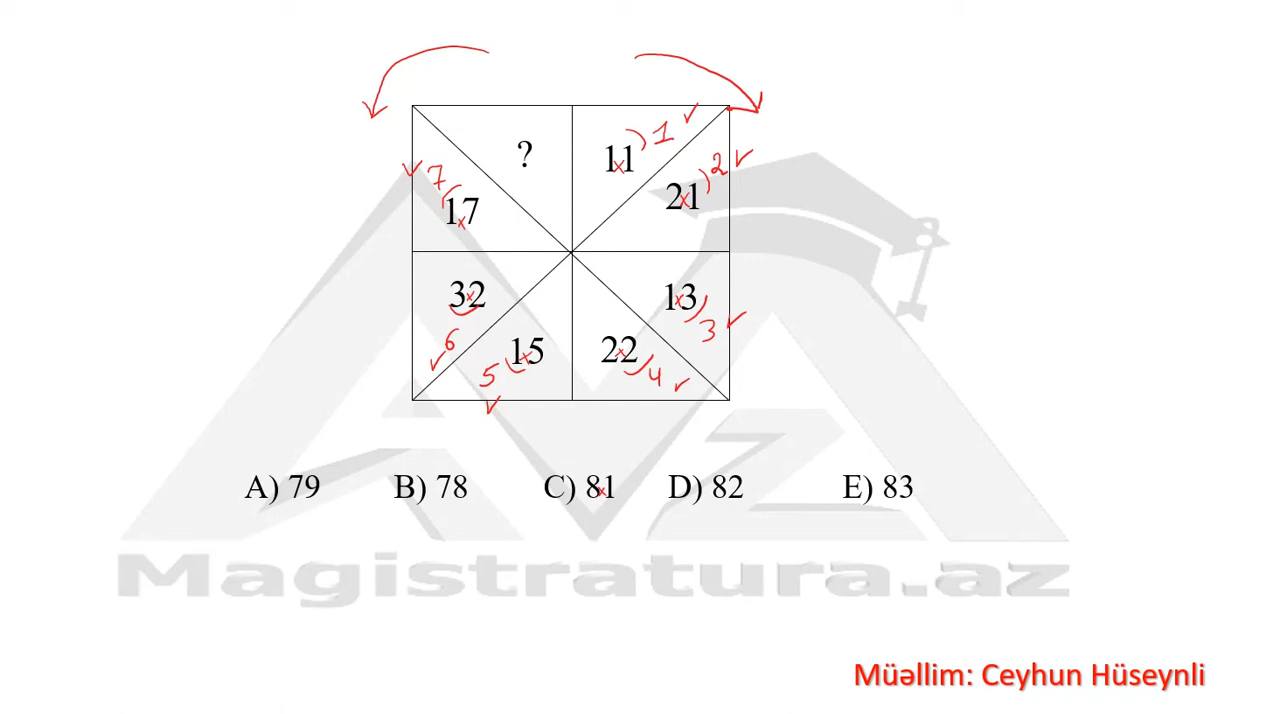 ? 11 )1 ✓
✓ 7( 17 21 )2 ✓
32 13 )3 ✓
✓ 6 5 ( 15 22 )4 ✓
✓
A) 79 B) 78 C) 81 D) 82 E) 83
Magistratura.az
Müəllim: Ceyhun Hüseynli